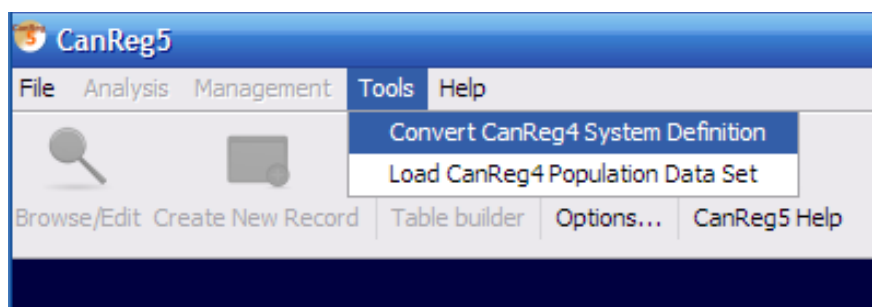 CanReg5
File Analysis Management Tools Help
Convert CanReg4 System Definition
Load CanReg4 Population Data Set
Browse/Edit Create New Record Table builder Options... CanReg5 Help